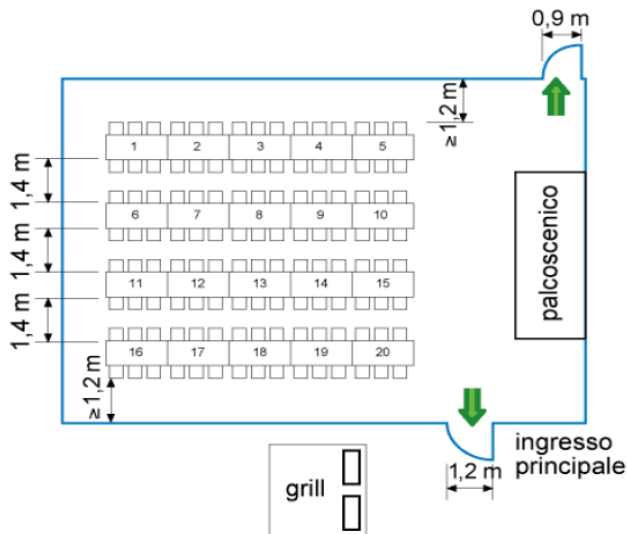 0,9 m
≥1,2 m
1 2 3 4 5
1,4 m
6 7 8 9 10
1,4 m
11 12 13 14 15
1,4 m
16 17 18 19 20
≥1,2 m
palcoscenico
ingresso
principale
1,2 m
grill